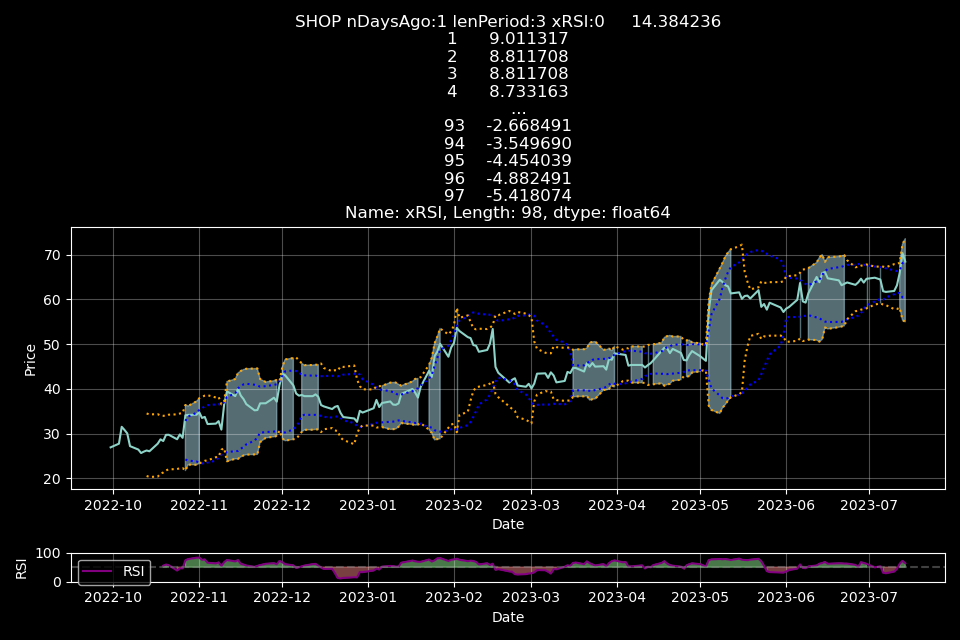 SHOP nDaysAgo:1 lenPeriod:3 xRSI:0 14.384236
1 9.011317
2 8.811708
3 8.811708
4 8.733163
...
93 -2.668491
94 -3.549690
95 -4.454039
96 -4.882491
97 -5.418074
Name: xRSI, Length: 98, dtype: float64
Price
70
60
50
40
30
20
2022-10 2022-11 2022-12 2023-01 2023-02 2023-03 2023-04 2023-05 2023-06 2023-07
Date
RSI
100
0
RSI
2022-10 2022-11 2022-12 2023-01 2023-02 2023-03 2023-04 2023-05 2023-06 2023-07
Date